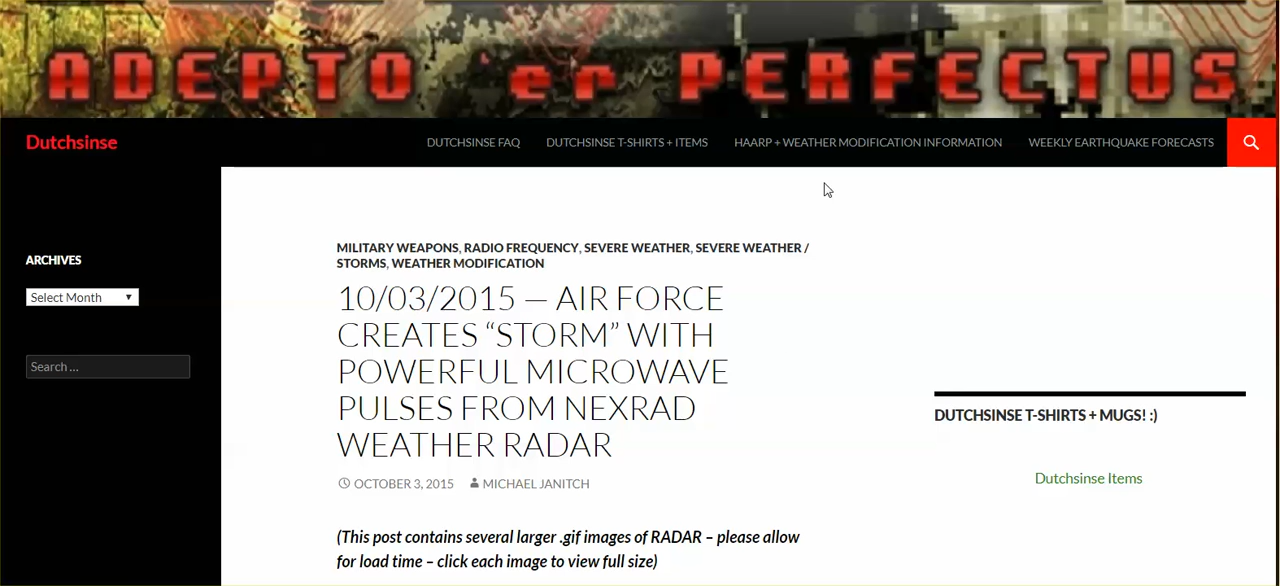 ADEPTO 'er PERFECTUS
Dutchsinse
DUTCHSINSE FAQ
DUTCHSINSE T-SHIRTS + ITEMS
HAARP + WEATHER MODIFICATION INFORMATION
WEEKLY EARTHQUAKE FORECASTS
ARCHIVES
Select Month
Search ...
MILITARY WEAPONS, RADIO FREQUENCY, SEVERE WEATHER, SEVERE WEATHER /
STORMS, WEATHER MODIFICATION
10/03/2015 — AIR FORCE
CREATES “STORM” WITH
POWERFUL MICROWAVE
PULSES FROM NEXRAD
WEATHER RADAR
OCTOBER 3, 2015 MICHAEL JANITCH
(This post contains several larger .gif images of RADAR – please allow
for load time – click each image to view full size)
DUTCHSINSE T-SHIRTS + MUGS! :)
Dutchsinse Items